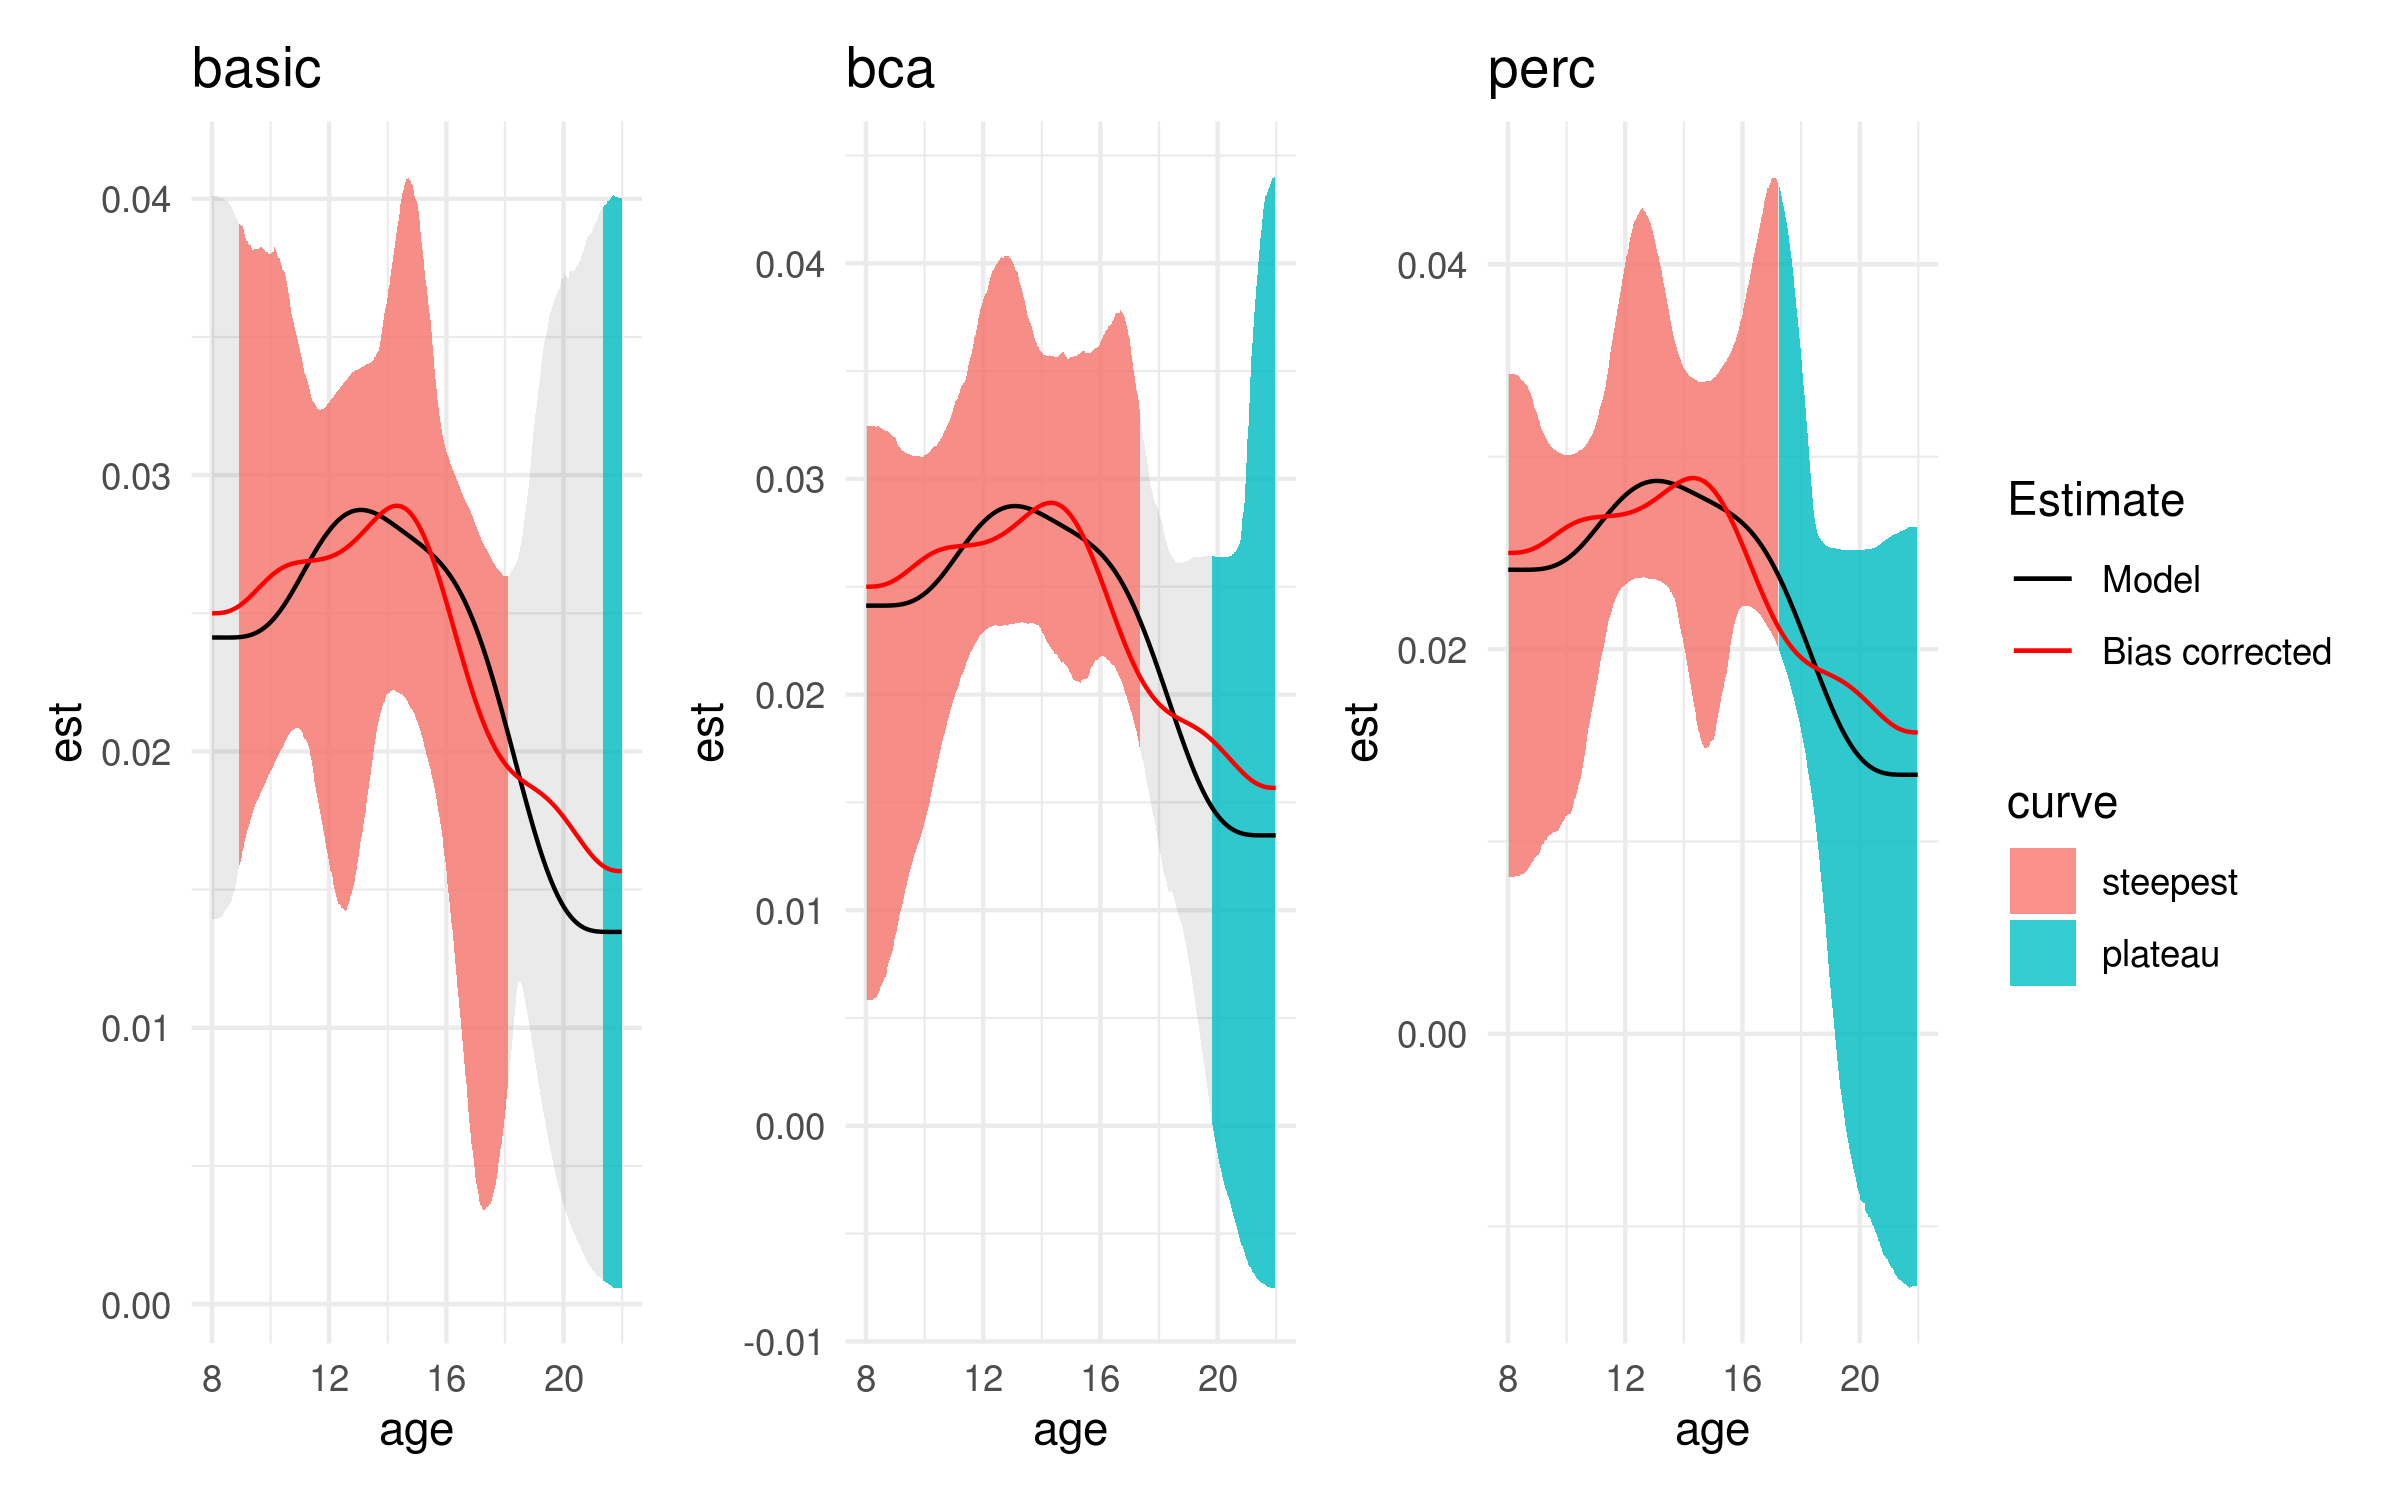 basic
bca
perc
0.04
0.03
0.02
0.01
0.00
est
8 12 16 20
age
0.04
0.03
0.02
0.01
0.00
-0.01
est
8 12 16 20
age
0.04
0.02
0.00
est
8 12 16 20
age
Estimate
Model
Bias corrected
curve
steepest
plateau